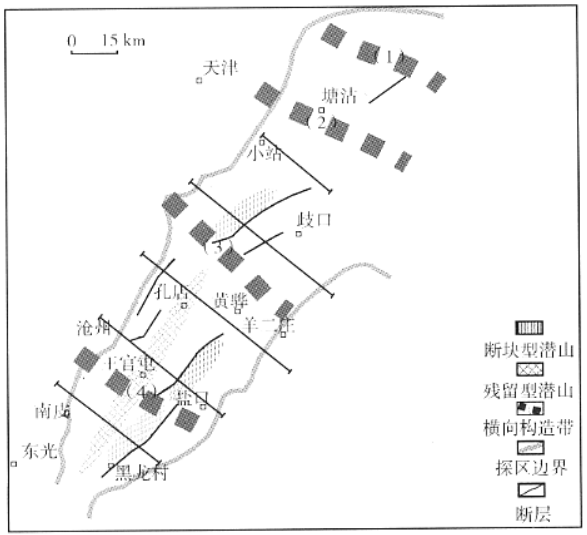 0 15 km
(1)
天津
塘沽
(2)
小站
歧口
(3)
孔店
黄骅
羊二庄
沧州
王官屯
(4)
盐口
南皮
东光
黑龙村
断块型潜山
残留型潜山
横向构造带
探区边界
断层